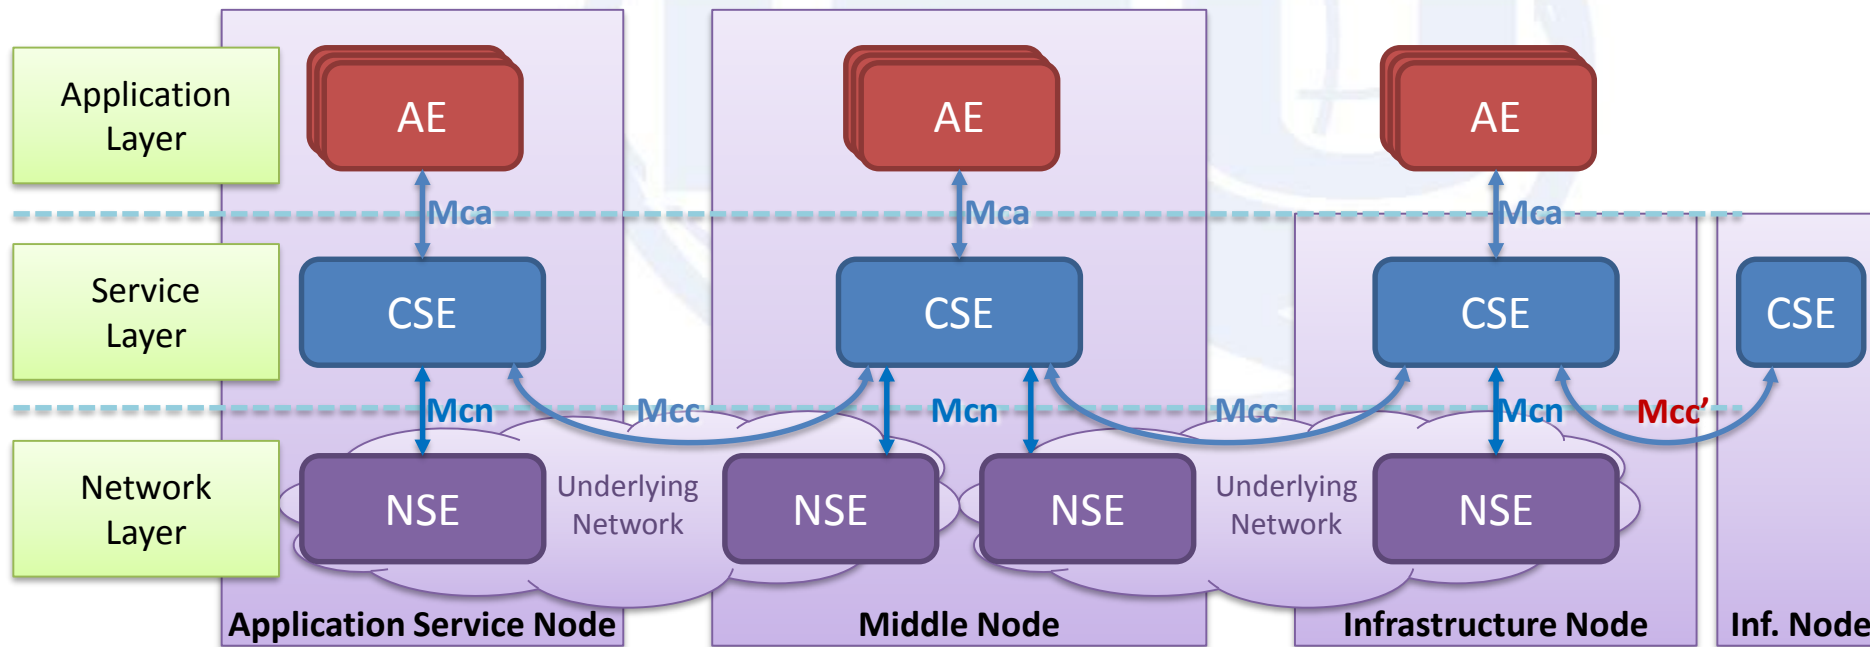 Application
Layer
AE
AE
AE
Mca
Mca
Mca
Service
Layer
CSE
CSE
CSE
CSE
Mcn
Mcc
Mcn
Mcc
Mcn
Mcc’
Network
Layer
NSE
Underlying
Network
NSE
NSE
Underlying
Network
NSE
Application Service Node
Middle Node
Infrastructure Node
Inf. Node